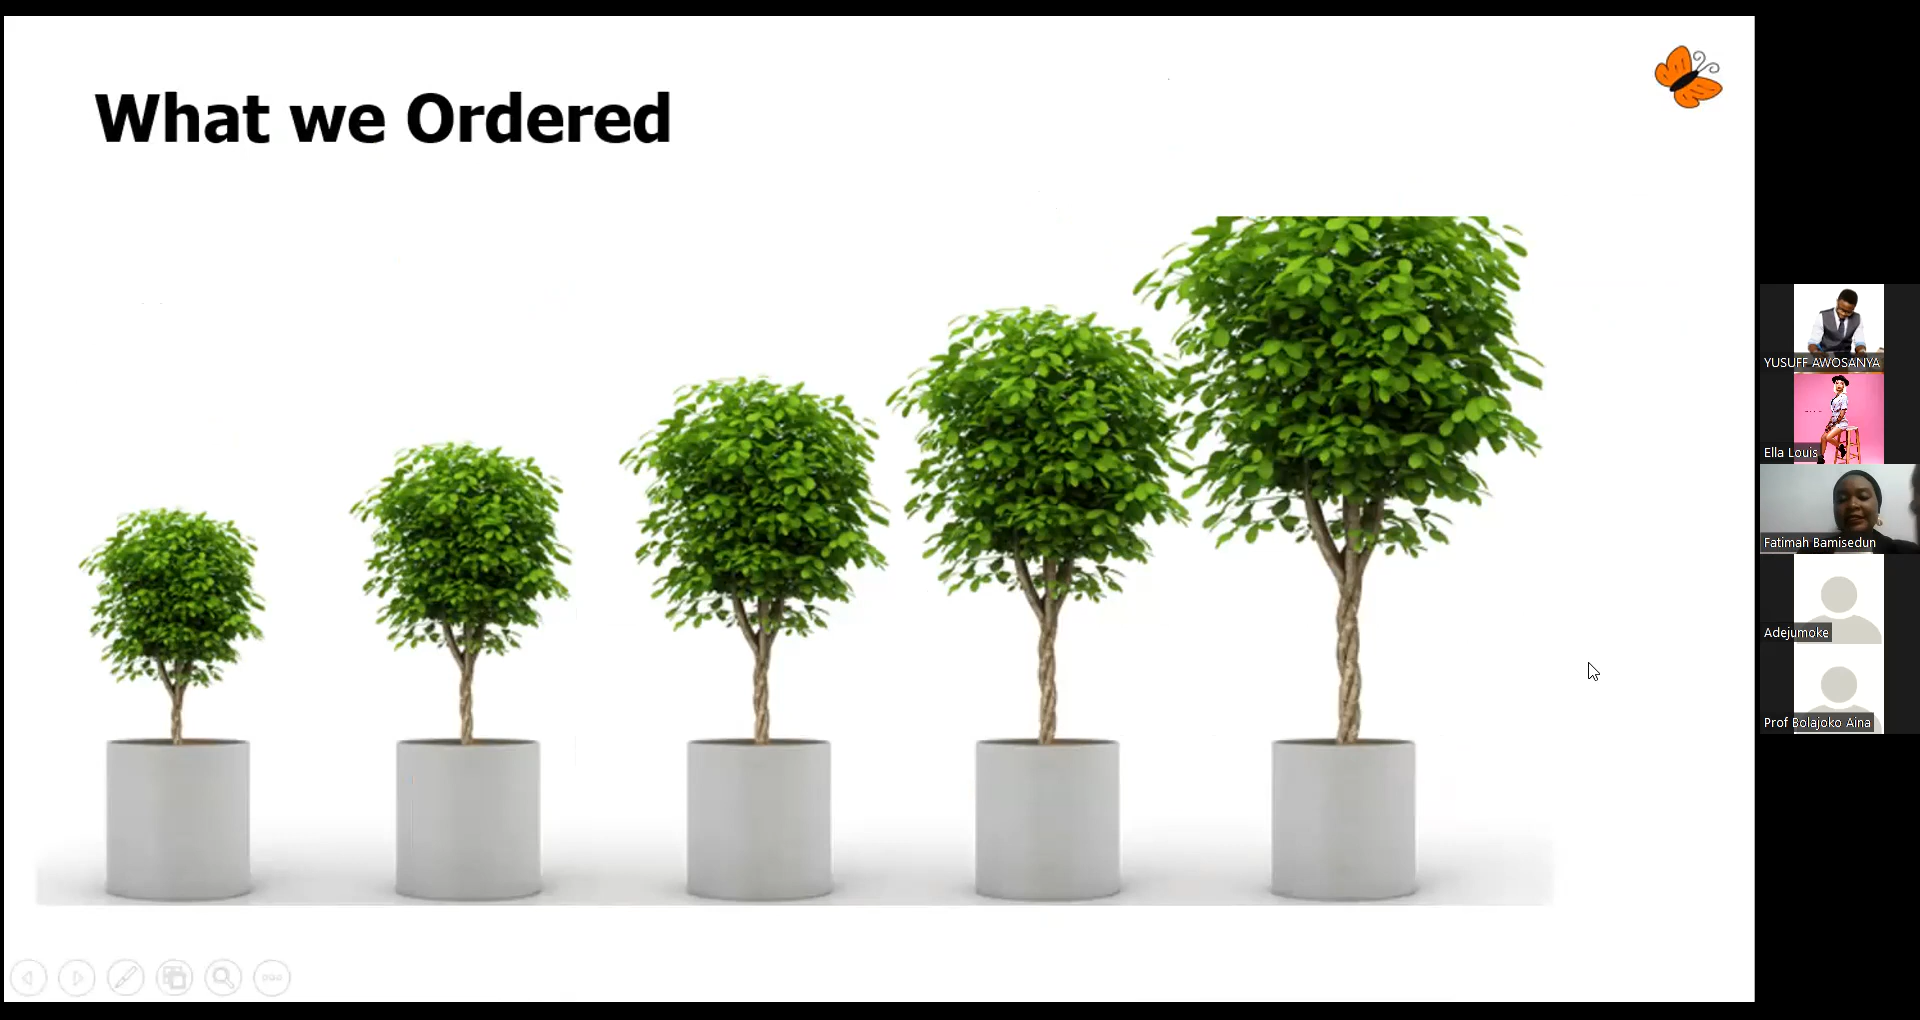 What we Ordered
YUSUFF AWOSANYA
Ella Louis
Fatimah Bamisedun
Adejumoke
Prof Bolajoko Aina